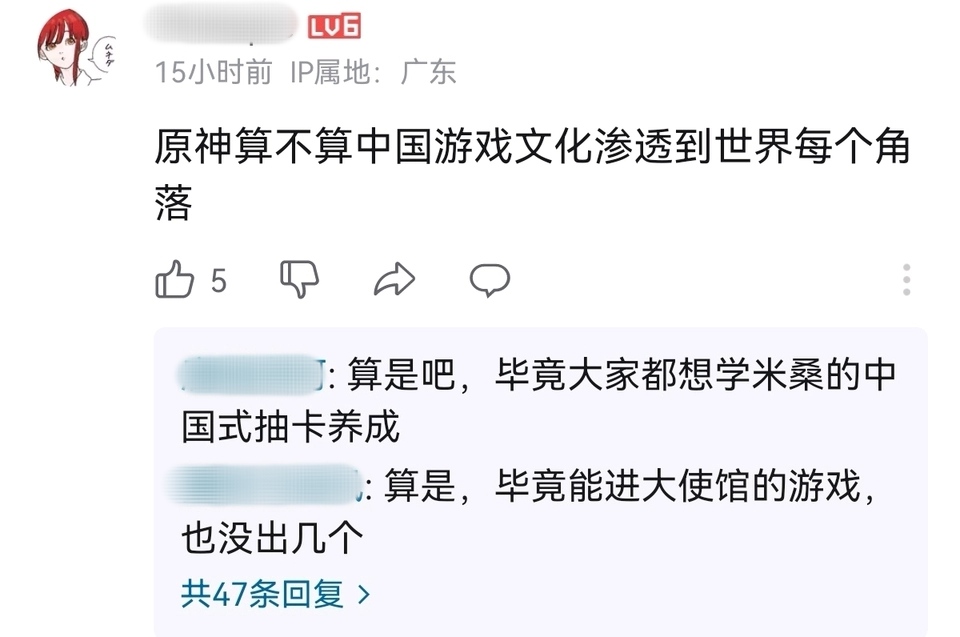 LV6
15小时前 IP属地：广东
原神算不算中国游戏文化渗透到世界每个角
落
5
: 算是吧，毕竟大家都想学米桑的中
国式抽卡养成
: 算是，毕竟能进大使馆的游戏，
也没出几个
共47条回复 >